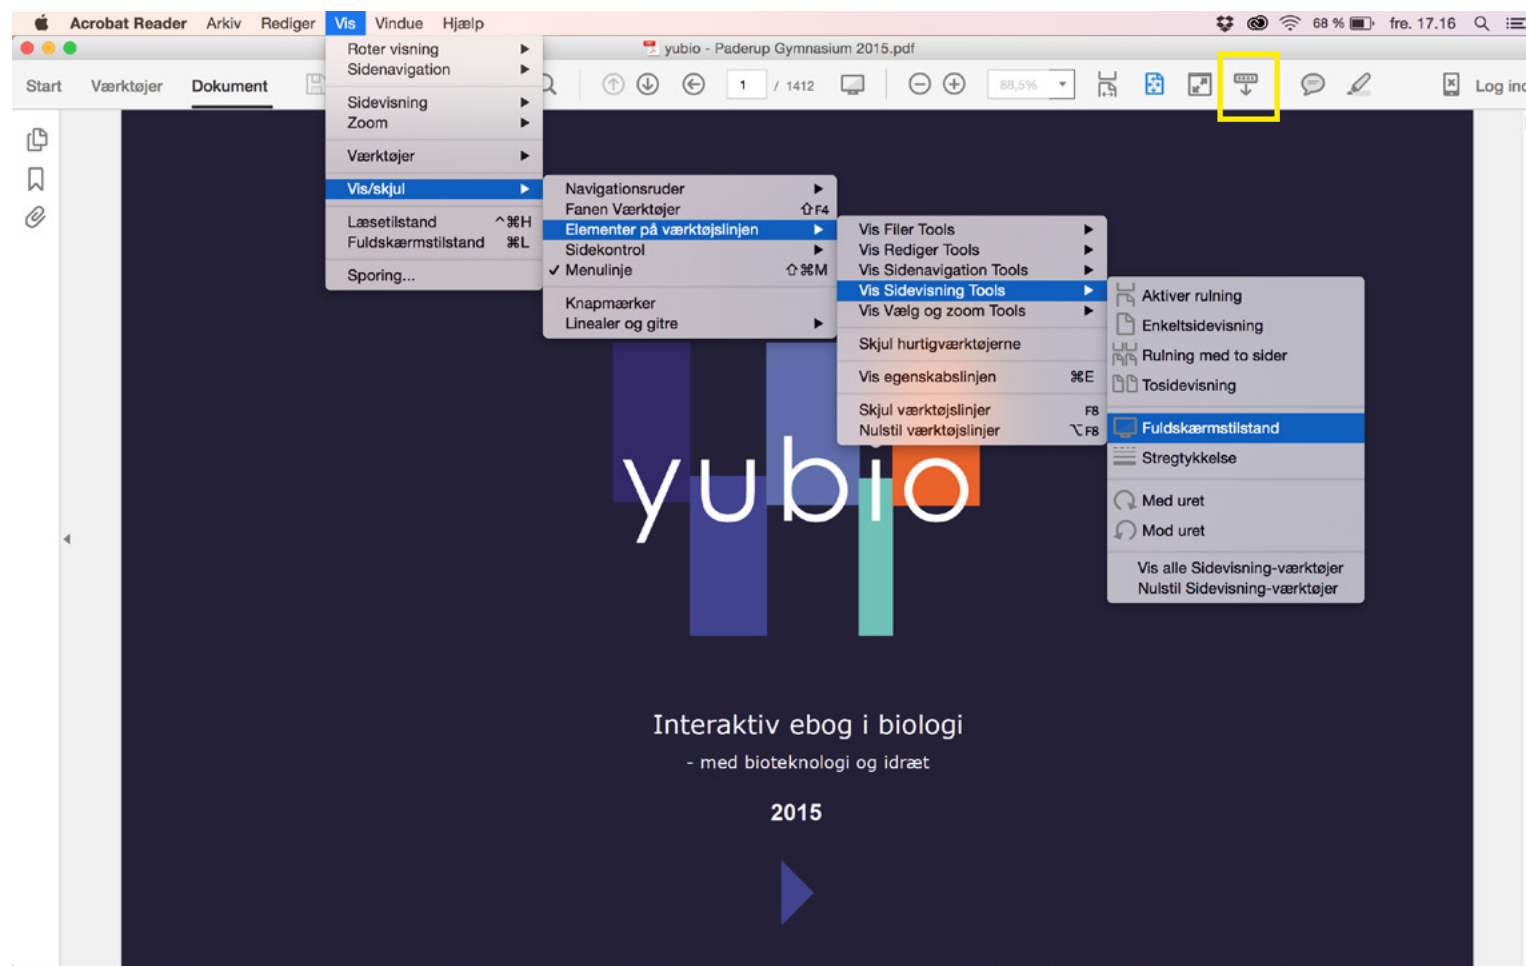 Acrobat Reader Arkiv Rediger Vis Vindue Hjælp 68 % fre. 17.16
yubio - Paderup Gymnasium 2015.pdf
Start Værktøjer Dokument 1 / 1412 88,5% Log ind
Roter visning
Sidenavigation
Sidevisning
Zoom
Værktøjer
Vis/skjul
Læsetilstand ^⌘H
Fuldskærmstilstand ⌘L
Sporing...
Navigationsruder
Fanen Værktøjer ⇧F4
Elementer på værktøjslinjen
Sidekontrol
✓ Menulinje ⇧⌘M
Knapmærker
Linealer og gitre
Vis Filer Tools
Vis Rediger Tools
Vis Sidenavigation Tools
Vis Sidevisning Tools
Vis Vælg og zoom Tools
Skjul hurtigværktøjerne
Vis egenskabslinjen ⌘E
Skjul værktøjslinjer F8
Nulstil værktøjslinjer ⌥F8
Aktiver rulning
Enkeltsidevisning
Rulning med to sider
Tosidevisning
Fuldskærmstilstand
Stregtykkelse
Med uret
Mod uret
Vis alle Sidevisning-værktøjer
Nulstil Sidevisning-værktøjer
yubio
Interaktiv ebog i biologi
- med bioteknologi og idræt
2015